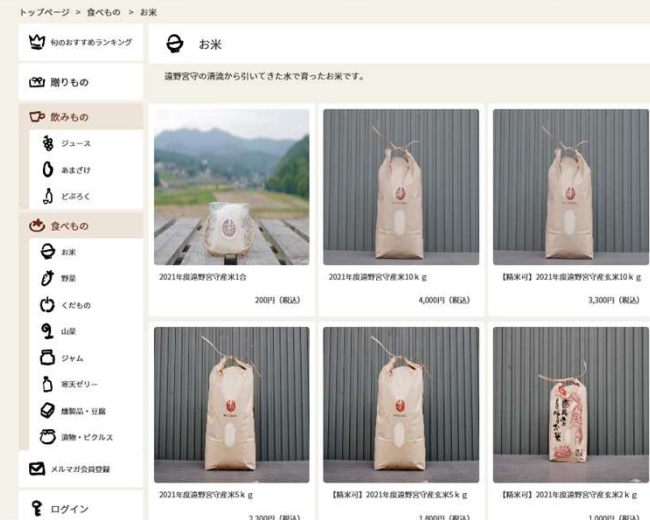 トップページ > 食べもの > お米
旬のおすすめランキング
贈りもの
飲みもの
ジュース
あまざけ
どぶろく
食べもの
お米
野菜
くだもの
山菜
ジャム
寒天ゼリー
燻製品・豆腐
漬物・ピクルス
メルマガ会員登録
ログイン
お米
遠野宮守の清流から引いてきた水で育ったお米です。
2021年度遠野宮守産米1合
200円（税込）
2021年度遠野宮守産米10ｋｇ
4,000円（税込）
【精米可】2021年度遠野宮守産玄米10ｋｇ
3,300円（税込）
2021年度遠野宮守産米5ｋｇ
【精米可】2021年度遠野宮守産玄米5ｋｇ
【精米可】2021年度遠野宮守産玄米2ｋｇ